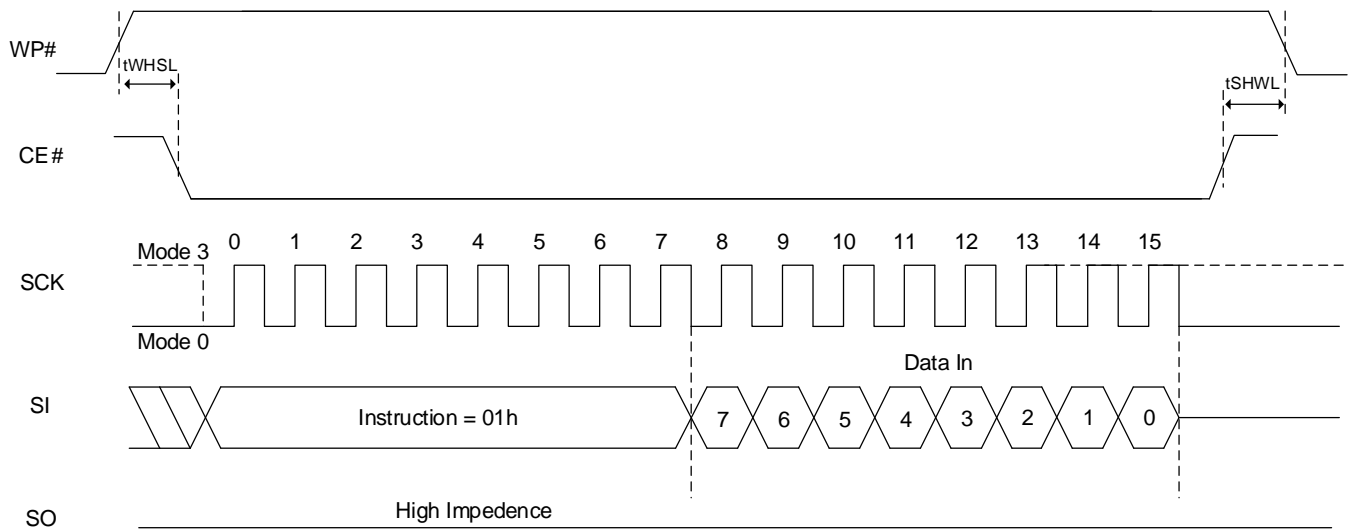 WP#
tWHSL
tSHWL
CE#
Mode 3
0 1 2 3 4 5 6 7 8 9 10 11 12 13 14 15
SCK
Mode 0
Data In
SI
Instruction = 01h
7 6 5 4 3 2 1 0
High Impedence
SO